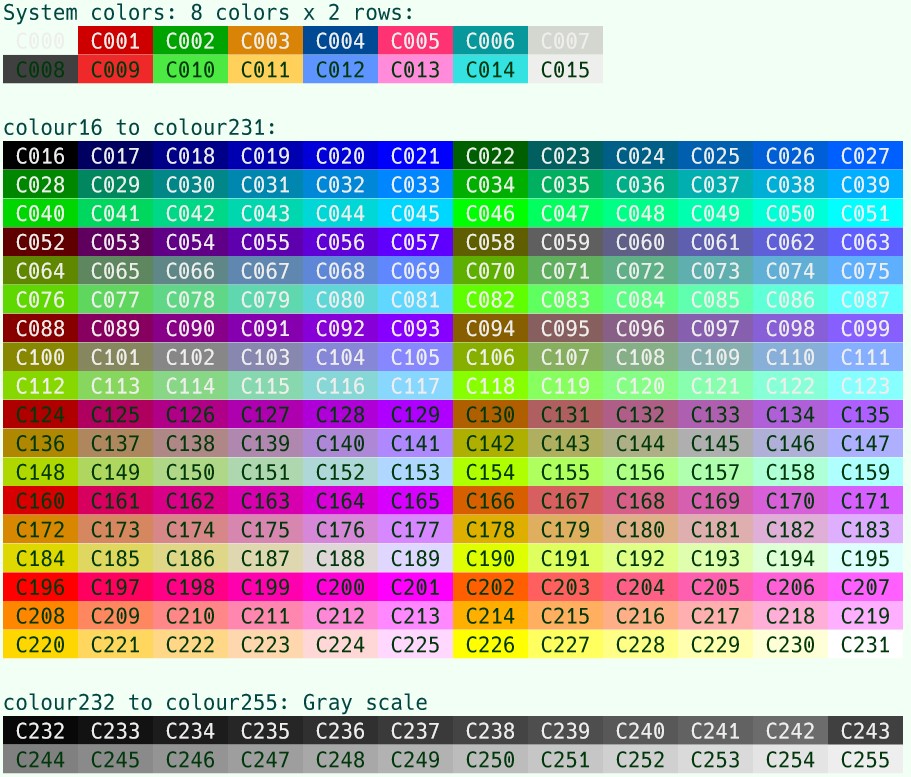 System colors: 8 colors x 2 rows:
C000 C001 C002 C003 C004 C005 C006 C007
C008 C009 C010 C011 C012 C013 C014 C015
colour16 to colour231:
C016 C017 C018 C019 C020 C021 C022 C023 C024 C025 C026 C027
C028 C029 C030 C031 C032 C033 C034 C035 C036 C037 C038 C039
C040 C041 C042 C043 C044 C045 C046 C047 C048 C049 C050 C051
C052 C053 C054 C055 C056 C057 C058 C059 C060 C061 C062 C063
C064 C065 C066 C067 C068 C069 C070 C071 C072 C073 C074 C075
C076 C077 C078 C079 C080 C081 C082 C083 C084 C085 C086 C087
C088 C089 C090 C091 C092 C093 C094 C095 C096 C097 C098 C099
C100 C101 C102 C103 C104 C105 C106 C107 C108 C109 C110 C111
C112 C113 C114 C115 C116 C117 C118 C119 C120 C121 C122 C123
C124 C125 C126 C127 C128 C129 C130 C131 C132 C133 C134 C135
C136 C137 C138 C139 C140 C141 C142 C143 C144 C145 C146 C147
C148 C149 C150 C151 C152 C153 C154 C155 C156 C157 C158 C159
C160 C161 C162 C163 C164 C165 C166 C167 C168 C169 C170 C171
C172 C173 C174 C175 C176 C177 C178 C179 C180 C181 C182 C183
C184 C185 C186 C187 C188 C189 C190 C191 C192 C193 C194 C195
C196 C197 C198 C199 C200 C201 C202 C203 C204 C205 C206 C207
C208 C209 C210 C211 C212 C213 C214 C215 C216 C217 C218 C219
C220 C221 C222 C223 C224 C225 C226 C227 C228 C229 C230 C231
colour232 to colour255: Gray scale
C232 C233 C234 C235 C236 C237 C238 C239 C240 C241 C242 C243
C244 C245 C246 C247 C248 C249 C250 C251 C252 C253 C254 C255